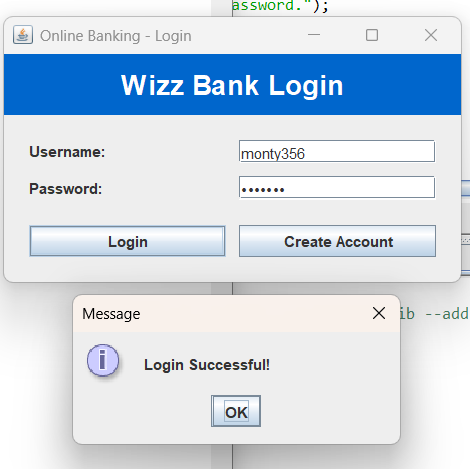 assword.");
Online Banking - Login
Wizz Bank Login
Username:
monty356
Password:
•••••••
Login
Create Account
ib --add
Message
Login Successful!
OK